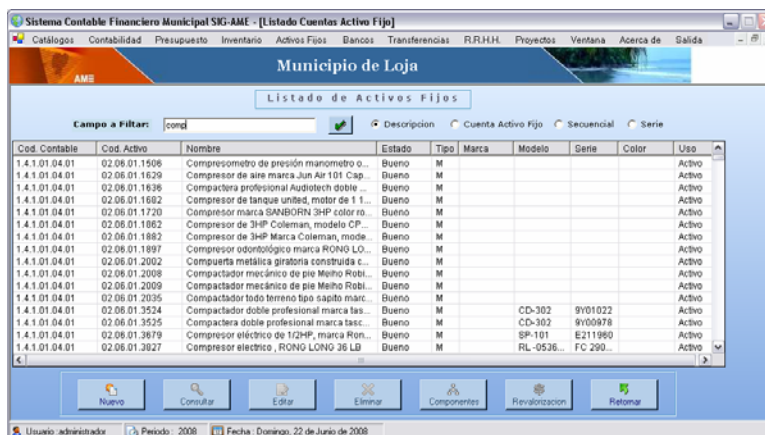 Sistema Contable Financiero Municipal SIG-AME - [Listado Cuentas Activo Fijo]
Catálogos Contabilidad Presupuesto Inventario Activos Fijos Bancos Transferencias R.R.H.H. Proyectos Ventana Acerca de Salida
AME Municipio de Loja
Listado de Activos Fijos
Campo a Filtar: comp Descripcion Cuenta Activo Fijo Secuencial Serie
Cod. Contable Cod. Activo Nombre Estado Tipo Marca Modelo Serie Color Uso
1.4.1.01.04.01 02.06.01.1506 Compresometro de presión manometro o... Bueno M Activo
1.4.1.01.04.01 02.06.01.1629 Compresor de aire marca Jun Air 101 Cap... Bueno M Activo
1.4.1.01.04.01 02.06.01.1636 Compactera profesional Audiotech doble ... Bueno M Activo
1.4.1.01.04.01 02.06.01.1682 Compresor de tanque united, motor de 1 1... Bueno M Activo
1.4.1.01.04.01 02.06.01.1720 Compresor marca SANBORN 3HP color ro... Bueno M Activo
1.4.1.01.04.01 02.06.01.1862 Compresor de 3HP Coleman, modelo CP... Bueno M Activo
1.4.1.01.04.01 02.06.01.1882 Compresor de 3HP Marca Coleman, mode... Bueno M Activo
1.4.1.01.04.01 02.06.01.1897 Compresor odontológico marca RONG LO... Bueno M Activo
1.4.1.01.04.01 02.06.01.2002 Compuerta metálica giratoria construida c... Bueno M Activo
1.4.1.01.04.01 02.06.01.2008 Compactador mecánico de pie Meiho Robi... Bueno M Activo
1.4.1.01.04.01 02.06.01.2009 Compactador mecánico de pie Meiho Robi... Bueno M Activo
1.4.1.01.04.01 02.06.01.2035 Compactador todo terreno tipo sapito marc... Bueno M Activo
1.4.1.01.04.01 02.06.01.3524 Compactador doble profesional marca tas... Bueno M CD-302 9Y01022 Activo
1.4.1.01.04.01 02.06.01.3525 Compactera doble profesional marca tasc... Bueno M CD-302 9Y00978 Activo
1.4.1.01.04.01 02.06.01.3679 Compresor eléctrico de 1/2HP, marca Ron... Bueno M SP-101 E211960 Activo
1.4.1.01.04.01 02.06.01.3827 Compresor electrico , RONG LONG 36 LB Bueno M RL -0536... FC 290... Activo
Nuevo Consultar Editar Eliminar Componentes Revalorizacion Retornar
Usuario :administrador Periodo : 2008 Fecha : Domingo, 22 de Junio de 2008